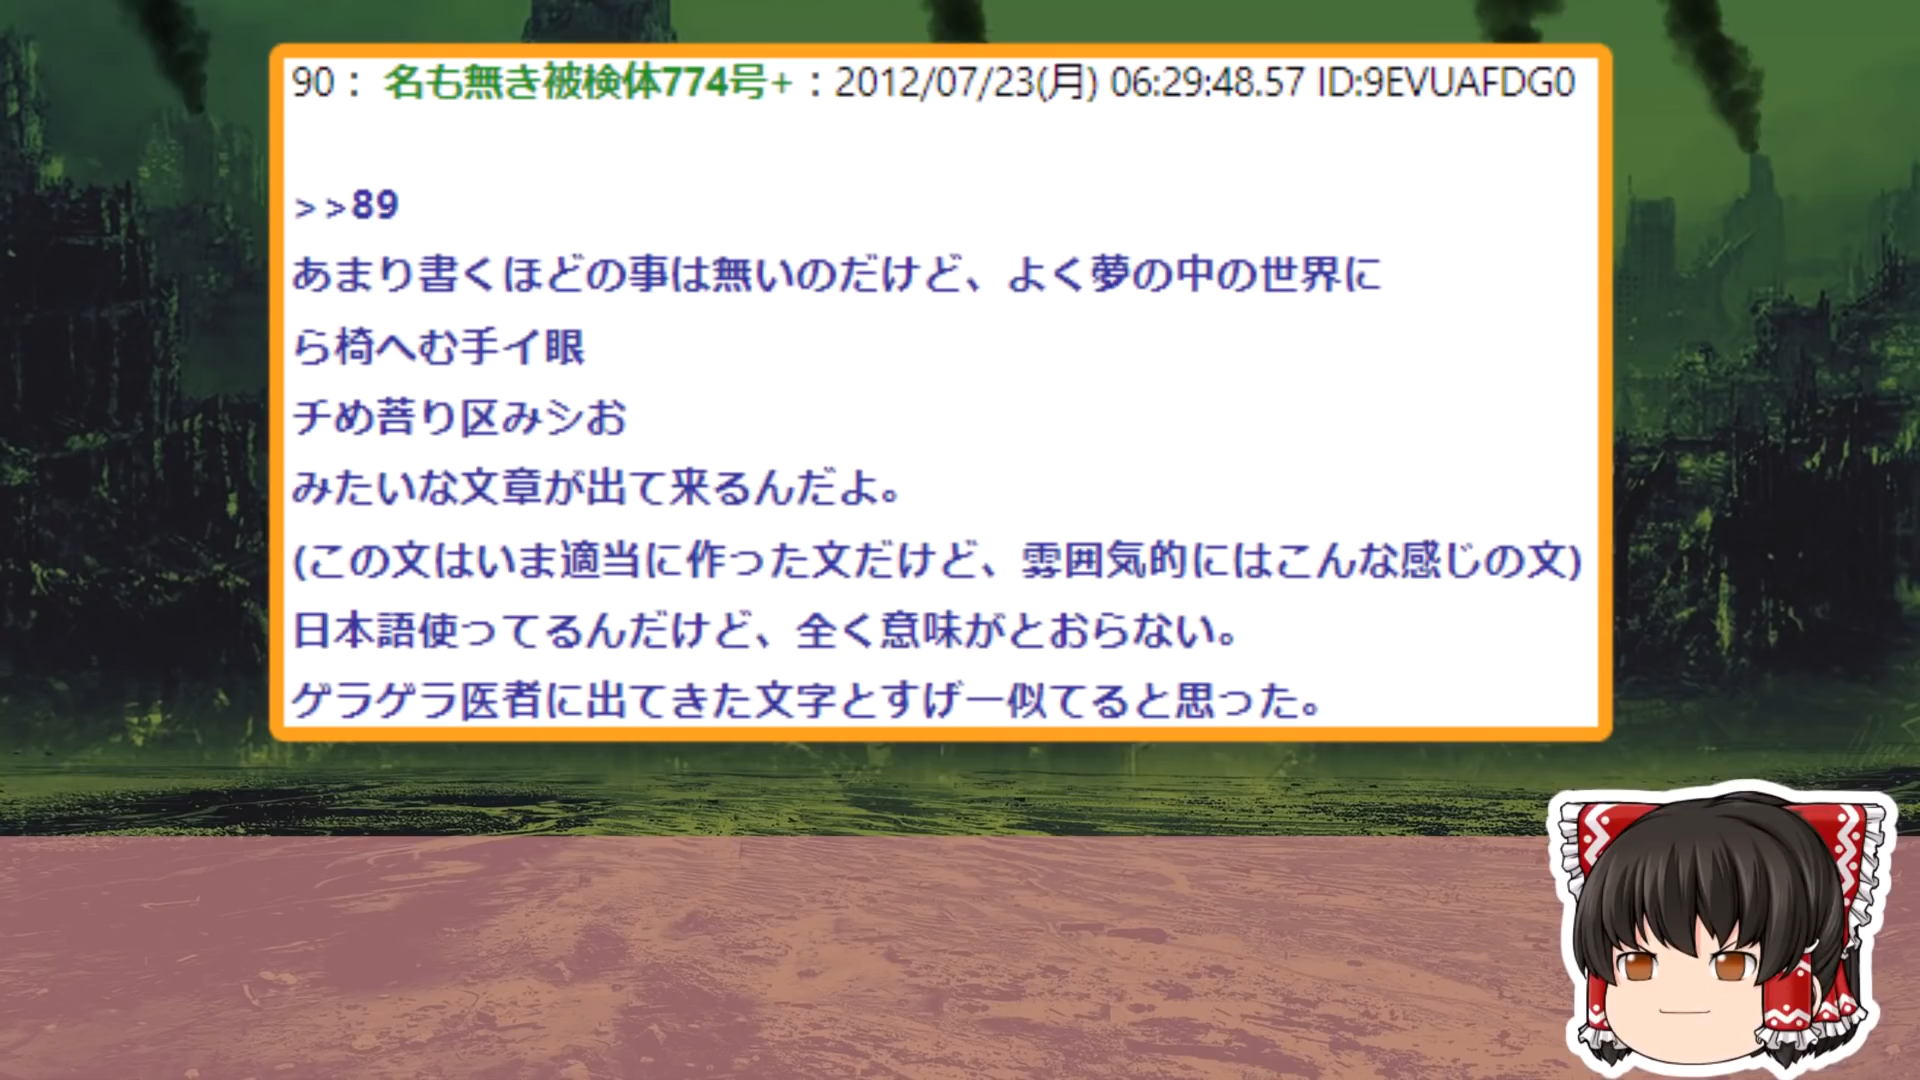 90：名も無き被検体774号+：2012/07/23(月) 06:29:48.57 ID:9EVUAFDG0
>>89
あまり書くほどの事は無いのだけど、よく夢の中の世界に
ら椅へむ手イ眼
チめ菩り区みシお
みたいな文章が出て来るんだよ。
(この文はいま適当に作った文だけど、雰囲気的にはこんな感じの文)
日本語使ってるんだけど、全く意味がとおらない。
ゲラゲラ医者に出てきた文字とすげー似てると思った。